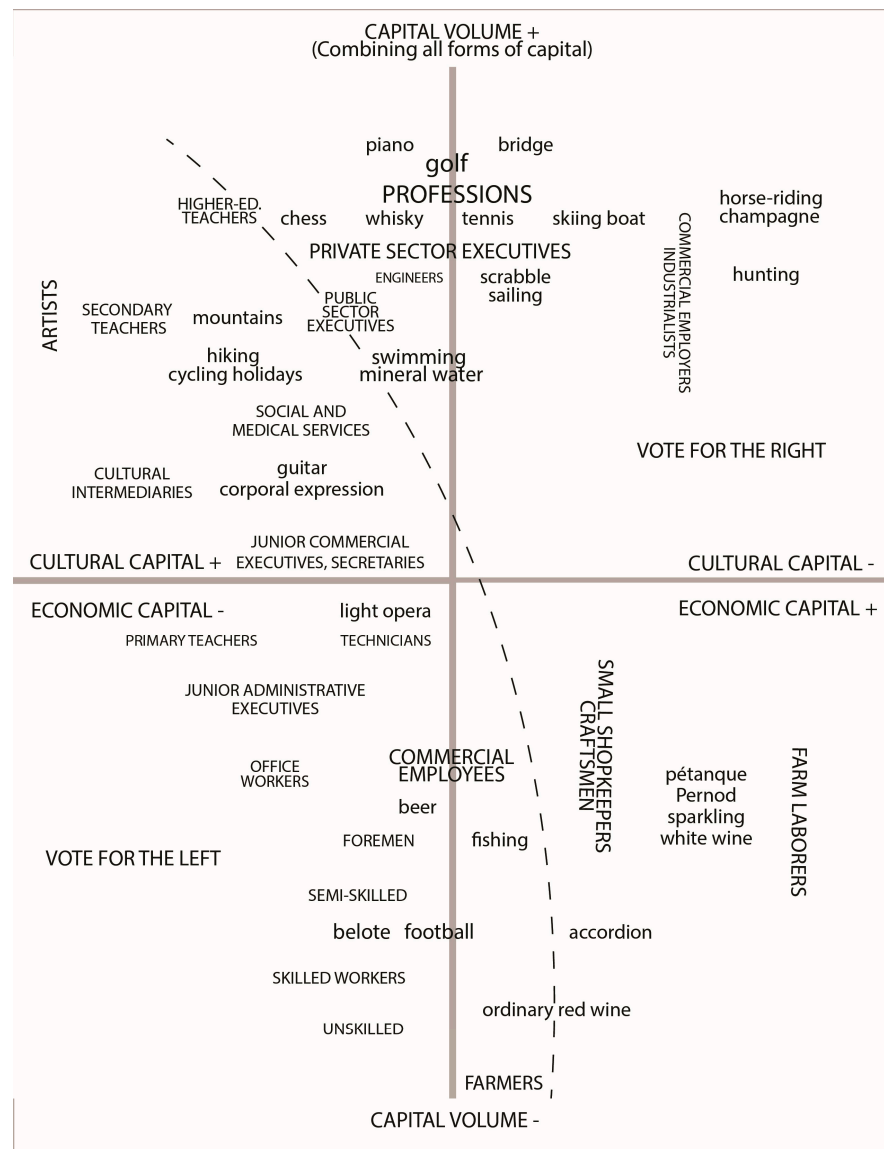 CAPITAL VOLUME +
(Combining all forms of capital)
piano
bridge
golf
PROFESSIONS
HIGHER-ED.
TEACHERS
chess
whisky
tennis
skiing boat
horse-riding
champagne
PRIVATE SECTOR EXECUTIVES
ENGINEERS
scrabble
sailing
COMMERCIAL EMPLOYERS
INDUSTRIALISTS
hunting
ARTISTS
SECONDARY
TEACHERS
mountains
PUBLIC
SECTOR
EXECUTIVES
hiking
cycling holidays
swimming
mineral water
SOCIAL AND
MEDICAL SERVICES
VOTE FOR THE RIGHT
CULTURAL
INTERMEDIARIES
guitar
corporal expression
JUNIOR COMMERCIAL
EXECUTIVES, SECRETARIES
CULTURAL CAPITAL +
CULTURAL CAPITAL -
ECONOMIC CAPITAL -
ECONOMIC CAPITAL +
light opera
PRIMARY TEACHERS
TECHNICIANS
JUNIOR ADMINISTRATIVE
EXECUTIVES
SMALL SHOPKEEPERS
CRAFTSMEN
OFFICE
WORKERS
COMMERCIAL
EMPLOYEES
pétanque
Pernod
sparkling
white wine
FARM LABORERS
beer
FOREMEN
fishing
VOTE FOR THE LEFT
SEMI-SKILLED
belote
football
accordion
SKILLED WORKERS
ordinary red wine
UNSKILLED
FARMERS
CAPITAL VOLUME -